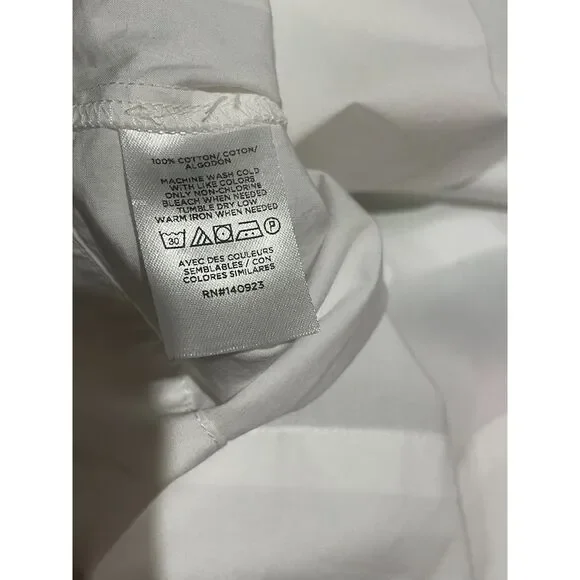 100% COTTON/ COTON/
ALGODON
MACHINE WASH COLD
WITH LIKE COLORS
ONLY NON-CHLORINE
BLEACH WHEN NEEDED
TUMBLE DRY LOW
WARM IRON WHEN NEEDED
30 P
AVEC DES COULEURS
SEMBLABLES / CON
COLORES SIMILARES
RN#140923